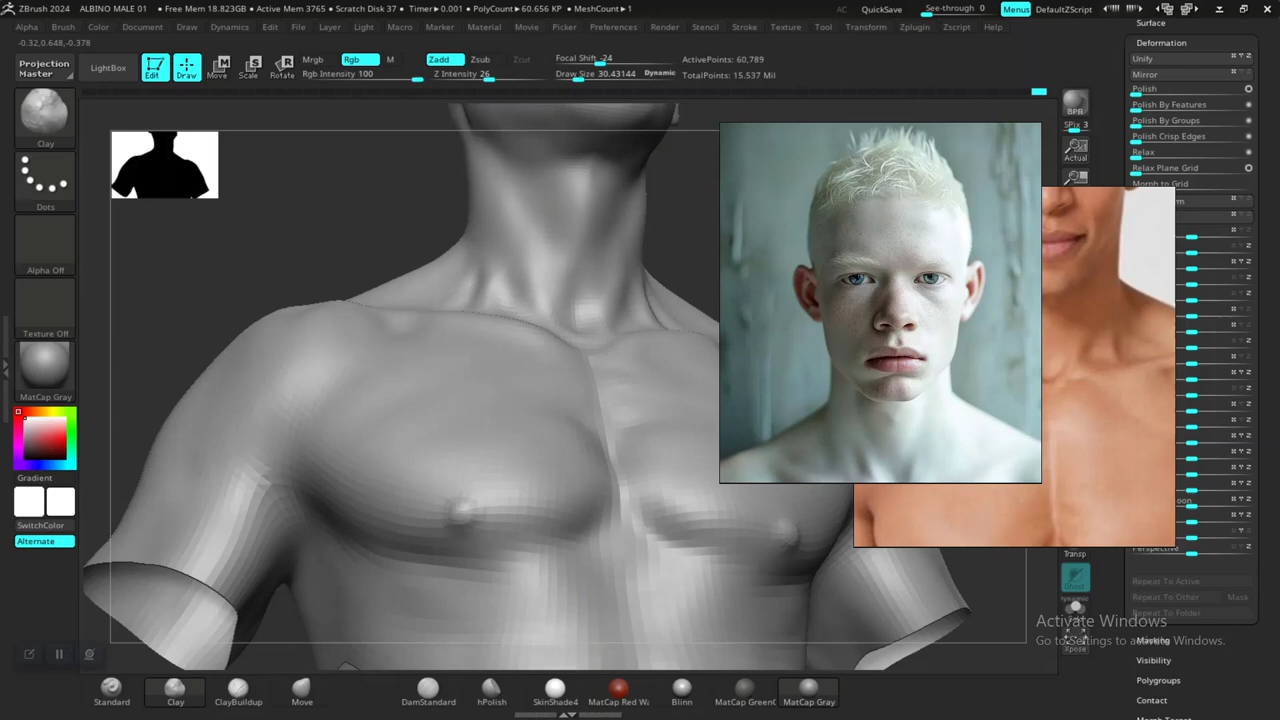 ZBrush 2024 ALBINO MALE 01 • Free Mem 18.823GB • Active Mem 3765 • Scratch Disk 37 • Timer▸0.001 • PolyCount▸60.656 KP • MeshCount▸1 AC QuickSave See-through 0 Menus DefaultZScript
Alpha Brush Color Document Draw Dynamics Edit File Layer Light Macro Marker Material Movie Picker Preferences Render Stencil Stroke Texture Tool Transform Zplugin Zscript Help
-0.32,0.648,-0.378
Projection Master
LightBox
Edit
Draw
Move
Scale
Rotate
Mrgb Rgb M
Rgb Intensity 100
Zadd Zsub Zcut
Z Intensity 26
Focal Shift -24
Draw Size 30.43144 Dynamic
ActivePoints: 60,789
TotalPoints: 15.537 Mil
Clay
Dots
Alpha Off
Texture Off
MatCap Gray
Gradient
SwitchColor
Alternate
BPR
SPix 3
Actual
Transp
Ghost
dynamic
Xpose
Surface
Deformation
Unify
Mirror
Polish
Polish By Features
Polish By Groups
Polish Crisp Edges
Relax
Relax Plane Grid
Morph to Grid
Perspective
Repeat To Active
Repeat To Other Mask
Repeat To Folder
Activate Windows
Go to Settings to activate Windows.
Masking
Visibility
Polygroups
Contact
Morph Target
Standard Clay ClayBuildup Move DamStandard hPolish SkinShade4 MatCap Red Wa Blinn MatCap GreenC MatCap Gray